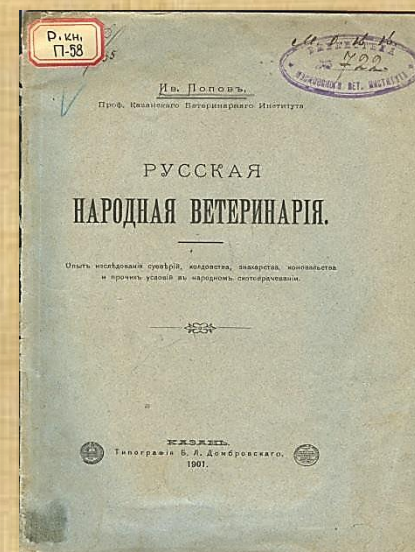 Р. кн.
П-58
722
Ив. Поповъ.
Проф. Казанскаго Ветеринарнаго Института
РУССКАЯ
НАРОДНАЯ ВЕТЕРИНАРІЯ.
Опытъ изслѣдованія суевѣрій, колдовства, знахарства, коновальства
и прочихъ условій въ народномъ скотоврачеваніи.
КАЗАНЬ.
Типографія Б. Л. Домбровскаго.
1901.